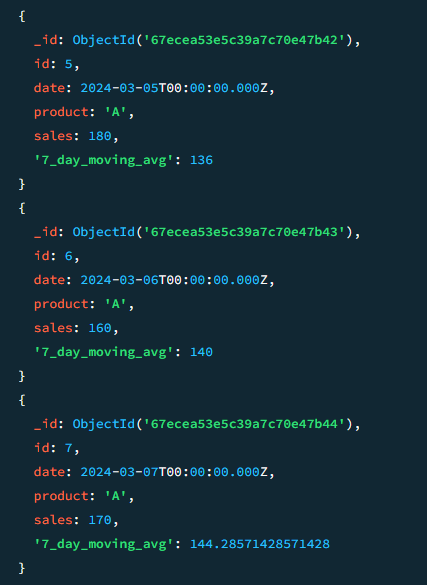 {
_id: ObjectId('67ecea53e5c39a7c70e47b42'),
id: 5,
date: 2024-03-05T00:00:00.000Z,
product: 'A',
sales: 180,
'7_day_moving_avg': 136
}
{
_id: ObjectId('67ecea53e5c39a7c70e47b43'),
id: 6,
date: 2024-03-06T00:00:00.000Z,
product: 'A',
sales: 160,
'7_day_moving_avg': 140
}
{
_id: ObjectId('67ecea53e5c39a7c70e47b44'),
id: 7,
date: 2024-03-07T00:00:00.000Z,
product: 'A',
sales: 170,
'7_day_moving_avg': 144.28571428571428
}